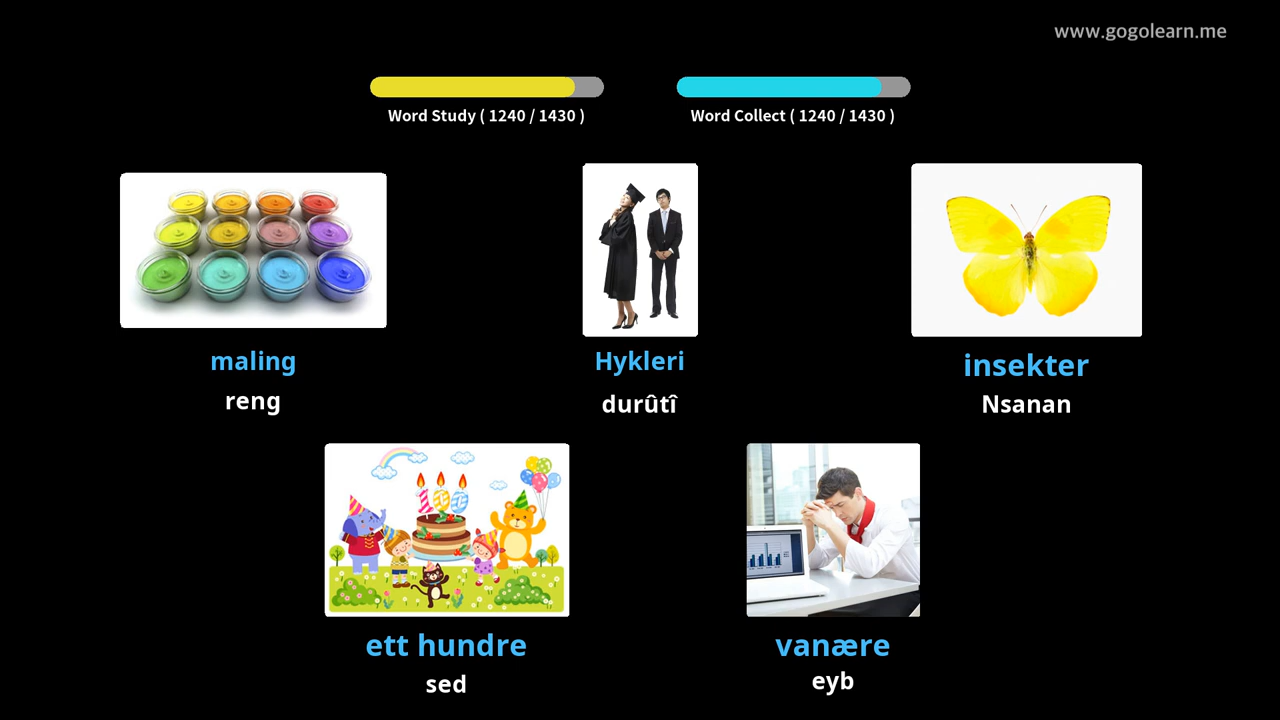 www.gogolearn.me
Word Study ( 1240 / 1430 )
Word Collect ( 1240 / 1430 )
maling
reng
Hykleri
durûtî
insekter
Nsanan
100
ett hundre
sed
vanære
eyb